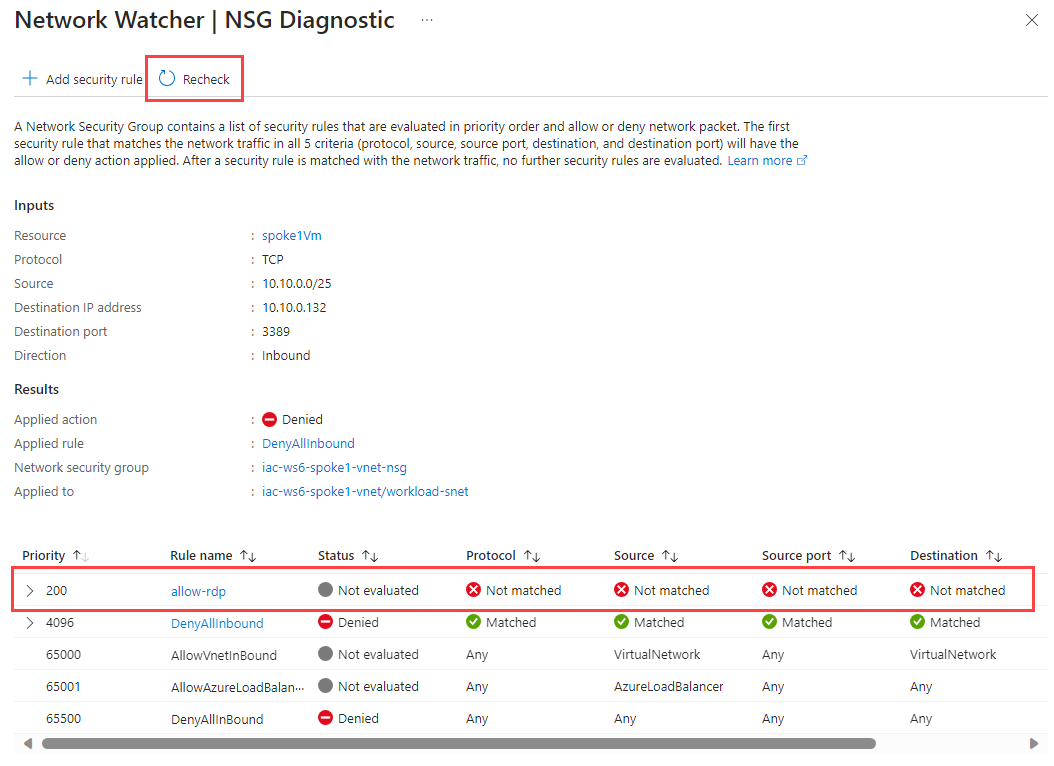 Network Watcher | NSG Diagnostic ...
Add security rule Recheck
A Network Security Group contains a list of security rules that are evaluated in priority order and allow or deny network packet. The first
security rule that matches the network traffic in all 5 criteria (protocol, source, source port, destination, and destination port) will have the
allow or deny action applied. After a security rule is matched with the network traffic, no further security rules are evaluated. Learn more
Inputs
Resource : spoke1Vm
Protocol : TCP
Source : 10.10.0.0/25
Destination IP address : 10.10.0.132
Destination port : 3389
Direction : Inbound
Results
Applied action : Denied
Applied rule : DenyAllInbound
Network security group : iac-ws6-spoke1-vnet-nsg
Applied to : iac-ws6-spoke1-vnet/workload-snet
Priority Rule name Status Protocol Source Source port Destination
200 allow-rdp Not evaluated Not matched Not matched Not matched Not matched
4096 DenyAllInbound Denied Matched Matched Matched Matched
65000 AllowVnetInBound Not evaluated Any VirtualNetwork Any VirtualNetwork
65001 AllowAzureLoadBalan... Not evaluated Any AzureLoadBalancer Any Any
65500 DenyAllInBound Denied Any Any Any Any